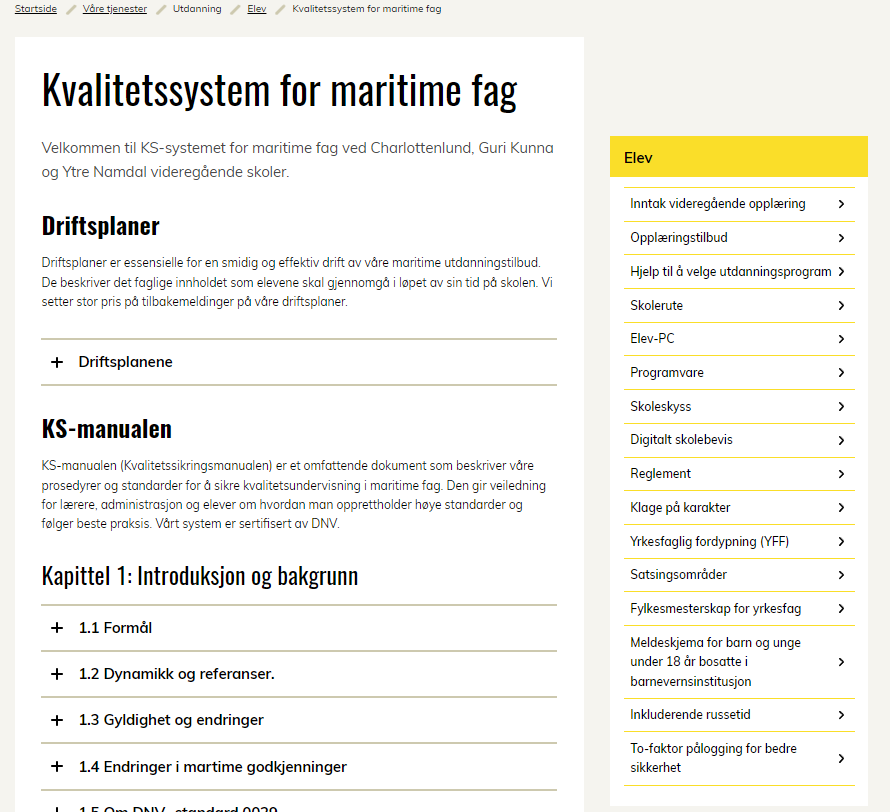 Startside Våre tjenester Utdanning Elev Kvalitetssystem for maritime fag
Kvalitetssystem for maritime fag
Velkommen til KS-systemet for maritime fag ved Charlottenlund, Guri Kunna
og Ytre Namdal videregående skoler.
Driftsplaner
Driftsplaner er essensielle for en smidig og effektiv drift av våre maritime utdanningstilbud.
De beskriver det faglige innholdet som elevene skal gjennomgå i løpet av sin tid på skolen. Vi
setter stor pris på tilbakemeldinger på våre driftsplaner.
+ Driftsplanene
KS-manualen
KS-manualen (Kvalitetssikringsmanualen) er et omfattende dokument som beskriver våre
prosedyrer og standarder for å sikre kvalitetsundervisning i maritime fag. Den gir veiledning
for lærere, administrasjon og elever om hvordan man opprettholder høye standarder og
følger beste praksis. Vårt system er sertifisert av DNV.
Kapittel 1: Introduksjon og bakgrunn
+ 1.1 Formål
+ 1.2 Dynamikk og referanser.
+ 1.3 Gyldighet og endringer
+ 1.4 Endringer i martime godkjenninger
1.5 Om DNV- standard 0029
Elev
Inntak videregående opplæring
Opplæringstilbud
Hjelp til å velge utdanningsprogram
Skolerute
Elev-PC
Programvare
Skoleskyss
Digitalt skolebevis
Reglement
Klage på karakter
Yrkesfaglig fordypning (YFF)
Satsingsområder
Fylkesmesterskap for yrkesfag
Meldeskjema for barn og unge
under 18 år bosatte i
barnevernsinstitusjon
Inkluderende russetid
To-faktor pålogging for bedre
sikkerhet